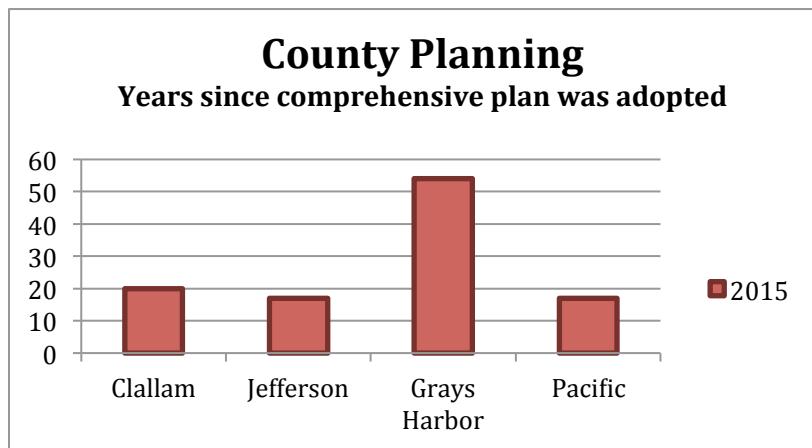 County Planning
Years since comprehensive plan was adopted
60
50
40
30
20
10
0
2015
Clallam
Jefferson
Grays
Harbor
Pacific